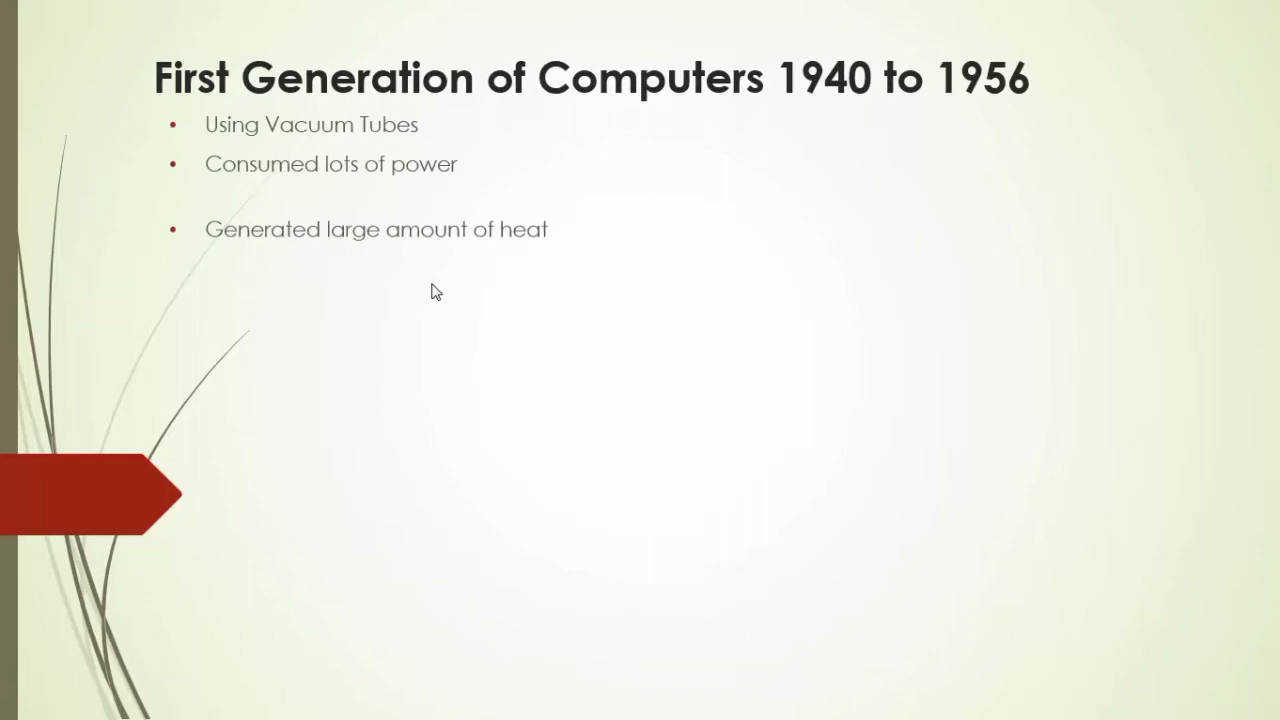 First Generation of Computers 1940 to 1956
• Using Vacuum Tubes
• Consumed lots of power
• Generated large amount of heat